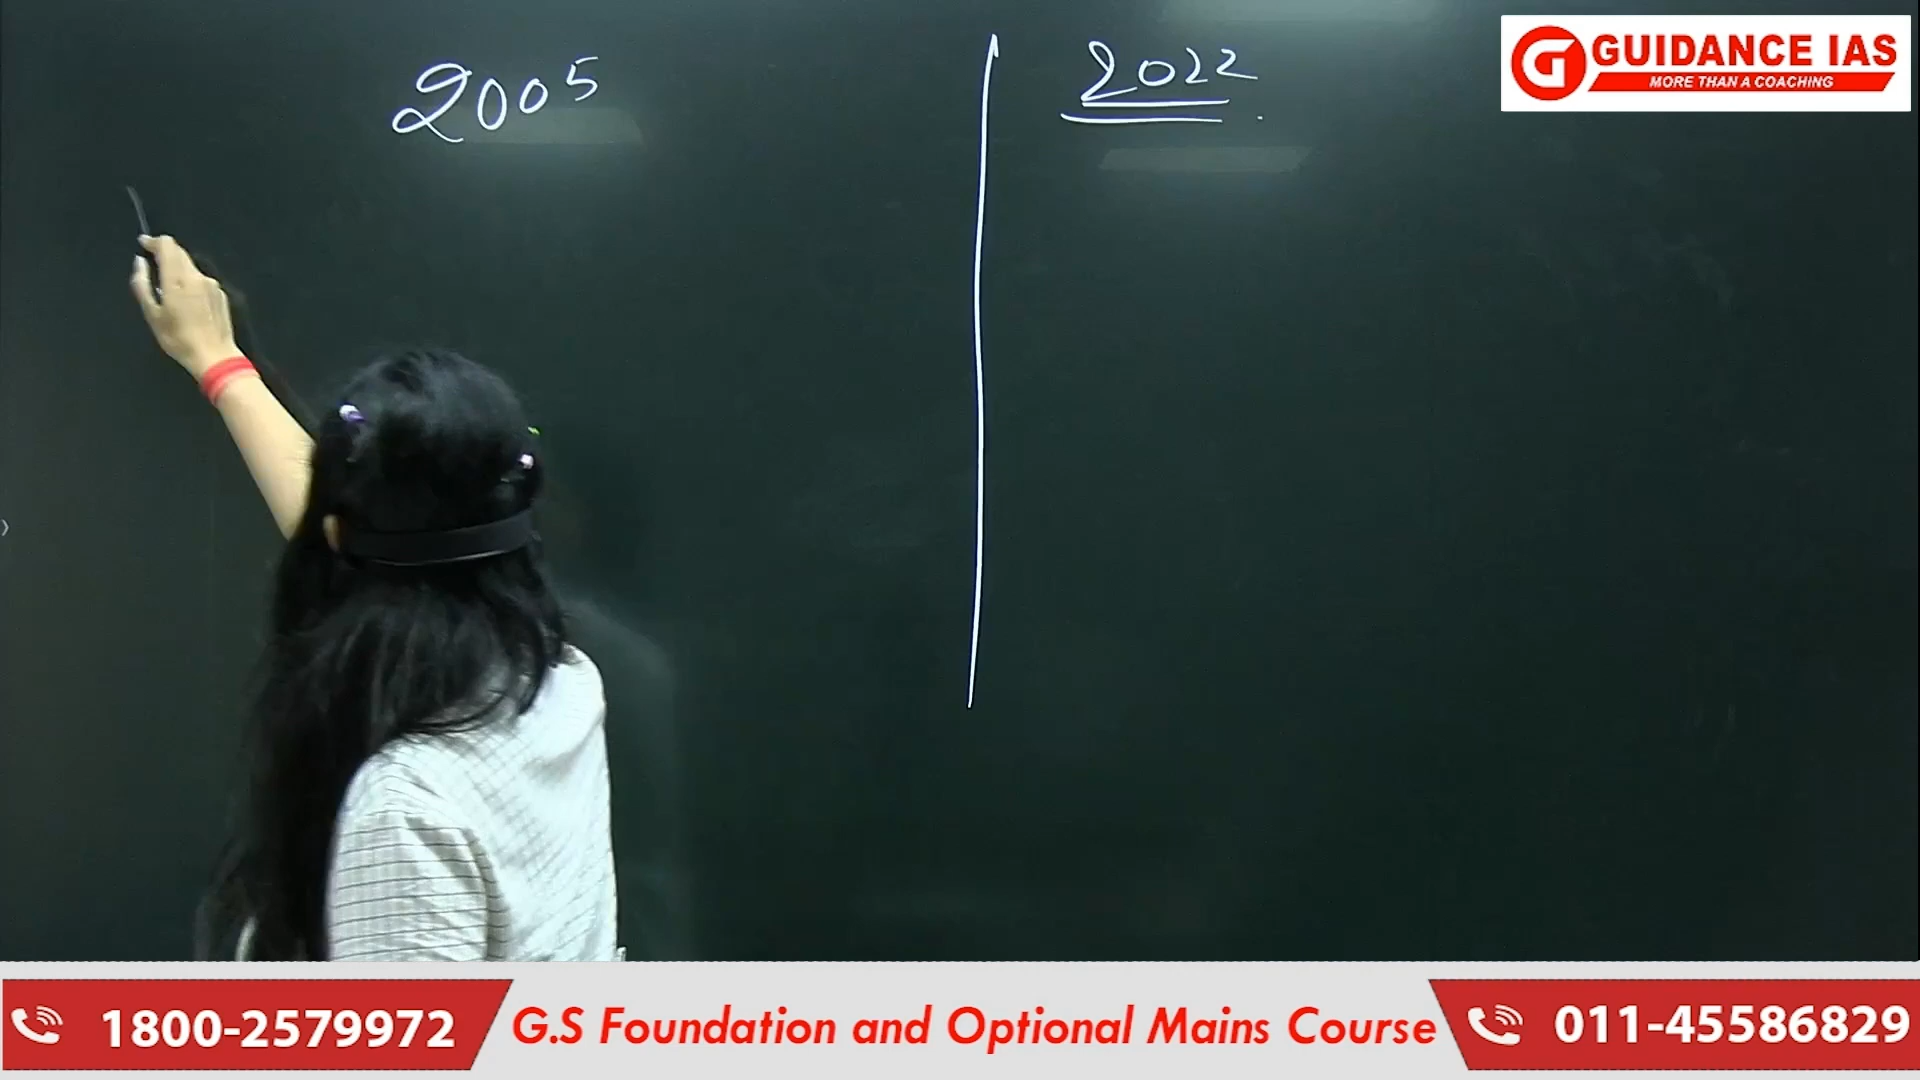 2005
2022
GUIDANCE IAS
MORE THAN A COACHING
1800-2579972
G.S Foundation and Optional Mains Course
011-45586829